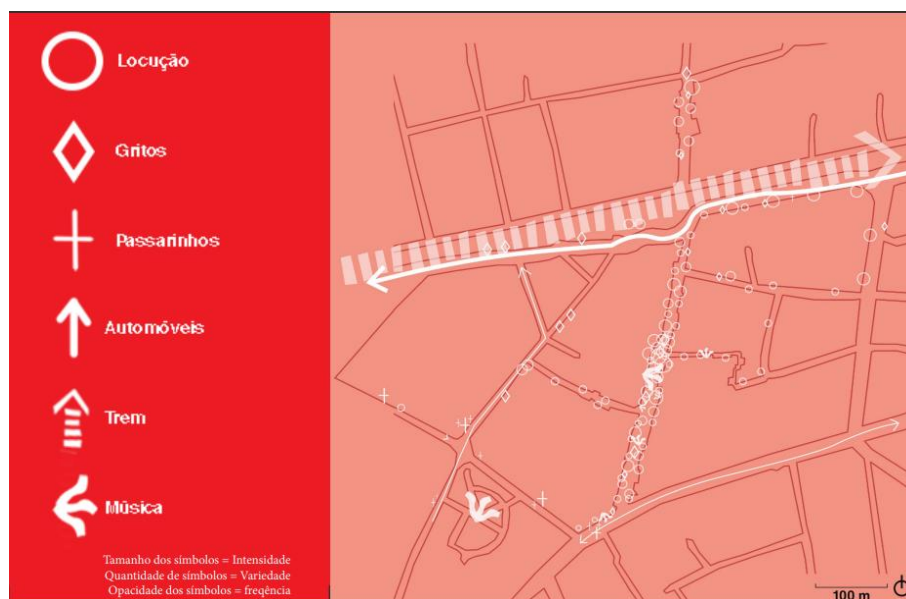 Locução
Gritos
Passarinhos
Automóveis
Trem
Música
Tamanho dos símbolos = Intensidade
Quantidade de símbolos = Variedade
Opacidade dos símbolos = freqência
100 m